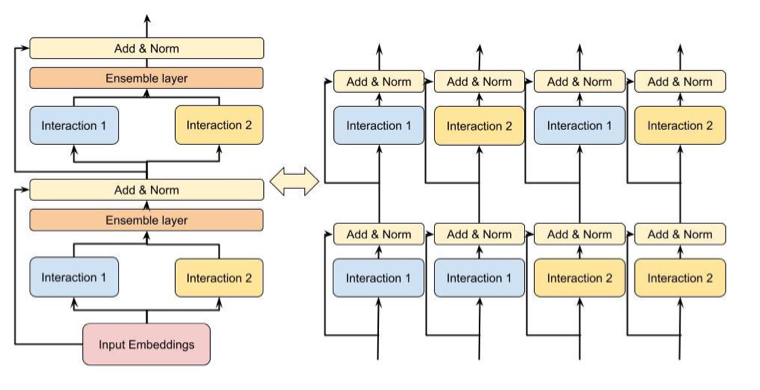 Add & Norm
Ensemble layer
Interaction 1
Interaction 2
Add & Norm
Ensemble layer
Interaction 1
Interaction 2
Input Embeddings
Add & Norm
Add & Norm
Add & Norm
Add & Norm
Interaction 1
Interaction 2
Interaction 1
Interaction 2
Add & Norm
Add & Norm
Add & Norm
Add & Norm
Interaction 1
Interaction 1
Interaction 2
Interaction 2